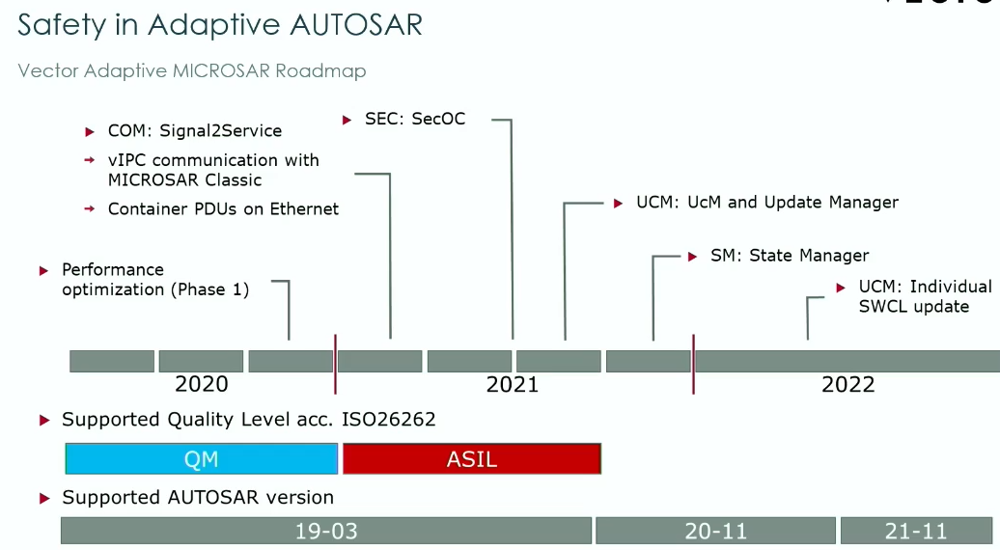 Safety in Adaptive AUTOSAR
Vector Adaptive MICROSAR Roadmap
COM: Signal2Service
vIPC communication with
MICROSAR Classic
Container PDUs on Ethernet
SEC: SecOC
UCM: UcM and Update Manager
SM: State Manager
Performance
optimization (Phase 1)
UCM: Individual
SWCL update
2020
2021
2022
Supported Quality Level acc. ISO26262
QM
ASIL
Supported AUTOSAR version
19-03
20-11
21-11